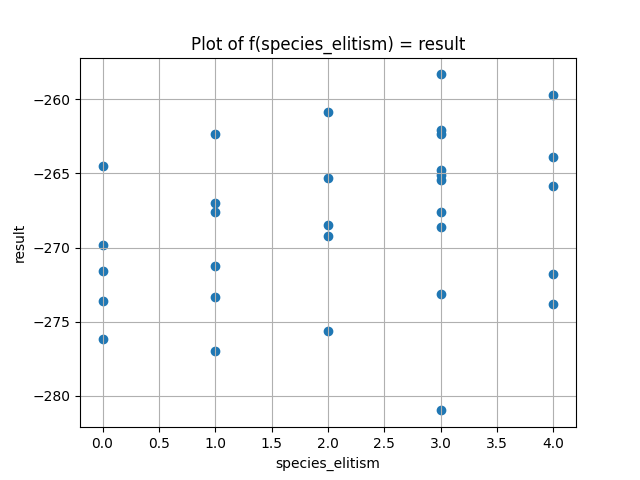 Plot of f(species_elitism) = result
−260
−265
−270
−275
−280
result
0.0 0.5 1.0 1.5 2.0 2.5 3.0 3.5 4.0
species_elitism